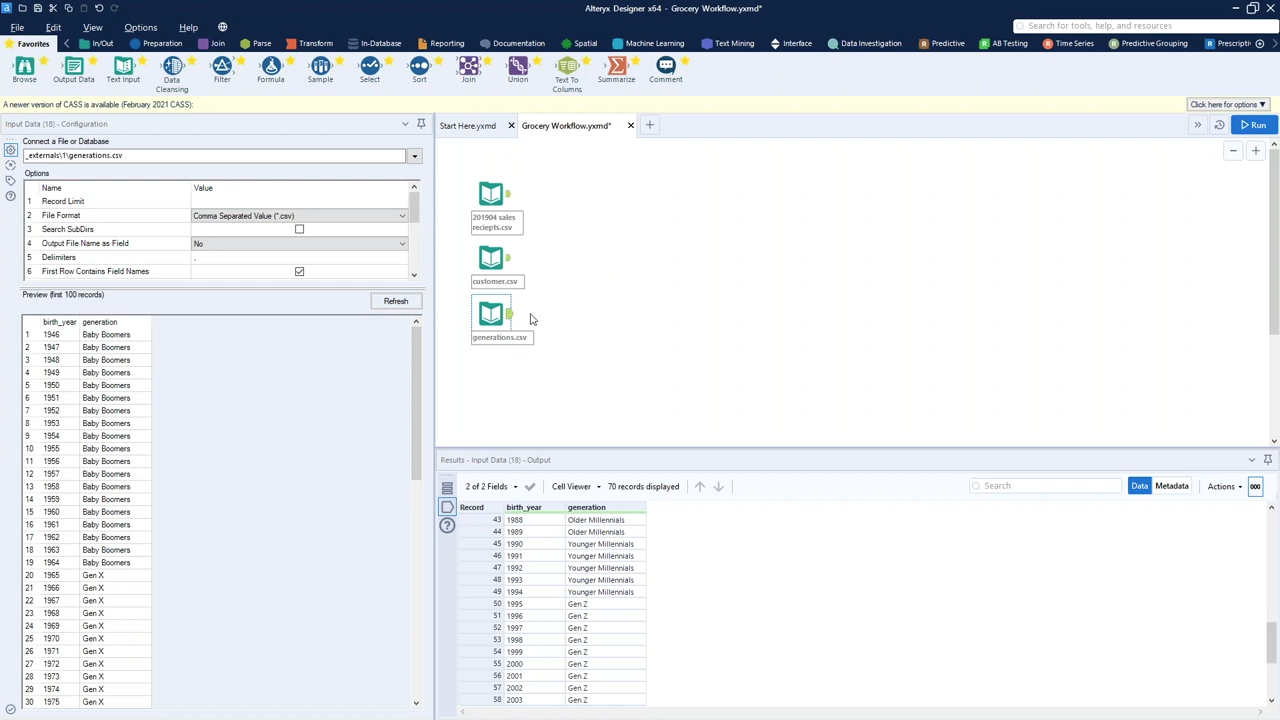 Alteryx Designer x64 - Grocery Workflow.yxmd*
File Edit View Options Help
Search for tools, help, and resources
Favorites In/Out Preparation Join Parse Transform In-Database Reporting Documentation Spatial Machine Learning Text Mining Interface Data Investigation Predictive AB Testing Time Series Predictive Grouping Prescripti
Browse Output Data Text Input Data Cleansing Filter Formula Sample Select Sort Join Union Text To Columns Summarize Comment
A newer version of CASS is available (February 2021 CASS):
Click here for options ▼
Input Data (18) - Configuration
Start Here.yxmd
Grocery Workflow.yxmd*
Run
Connect a File or Database
_externals\1\generations.csv
Options
Name Value
1 Record Limit
2 File Format Comma Separated Value (*.csv)
3 Search SubDirs
4 Output File Name as Field No
5 Delimiters ,
6 First Row Contains Field Names
Preview (first 100 records)
Refresh
birth_year generation
1 1946 Baby Boomers
2 1947 Baby Boomers
3 1948 Baby Boomers
4 1949 Baby Boomers
5 1950 Baby Boomers
6 1951 Baby Boomers
7 1952 Baby Boomers
8 1953 Baby Boomers
9 1954 Baby Boomers
10 1955 Baby Boomers
11 1956 Baby Boomers
12 1957 Baby Boomers
13 1958 Baby Boomers
14 1959 Baby Boomers
15 1960 Baby Boomers
16 1961 Baby Boomers
17 1962 Baby Boomers
18 1963 Baby Boomers
19 1964 Baby Boomers
20 1965 Gen X
21 1966 Gen X
22 1967 Gen X
23 1968 Gen X
24 1969 Gen X
25 1970 Gen X
26 1971 Gen X
27 1972 Gen X
28 1973 Gen X
29 1974 Gen X
30 1975 Gen X
201904 sales
reciepts.csv
customer.csv
generations.csv
Results - Input Data (18) - Output
2 of 2 Fields Cell Viewer 70 records displayed Search Data Metadata Actions 000
Record birth_year generation
43 1988 Older Millennials
44 1989 Older Millennials
45 1990 Younger Millennials
46 1991 Younger Millennials
47 1992 Younger Millennials
48 1993 Younger Millennials
49 1994 Younger Millennials
50 1995 Gen Z
51 1996 Gen Z
52 1997 Gen Z
53 1998 Gen Z
54 1999 Gen Z
55 2000 Gen Z
56 2001 Gen Z
57 2002 Gen Z
58 2003 Gen Z